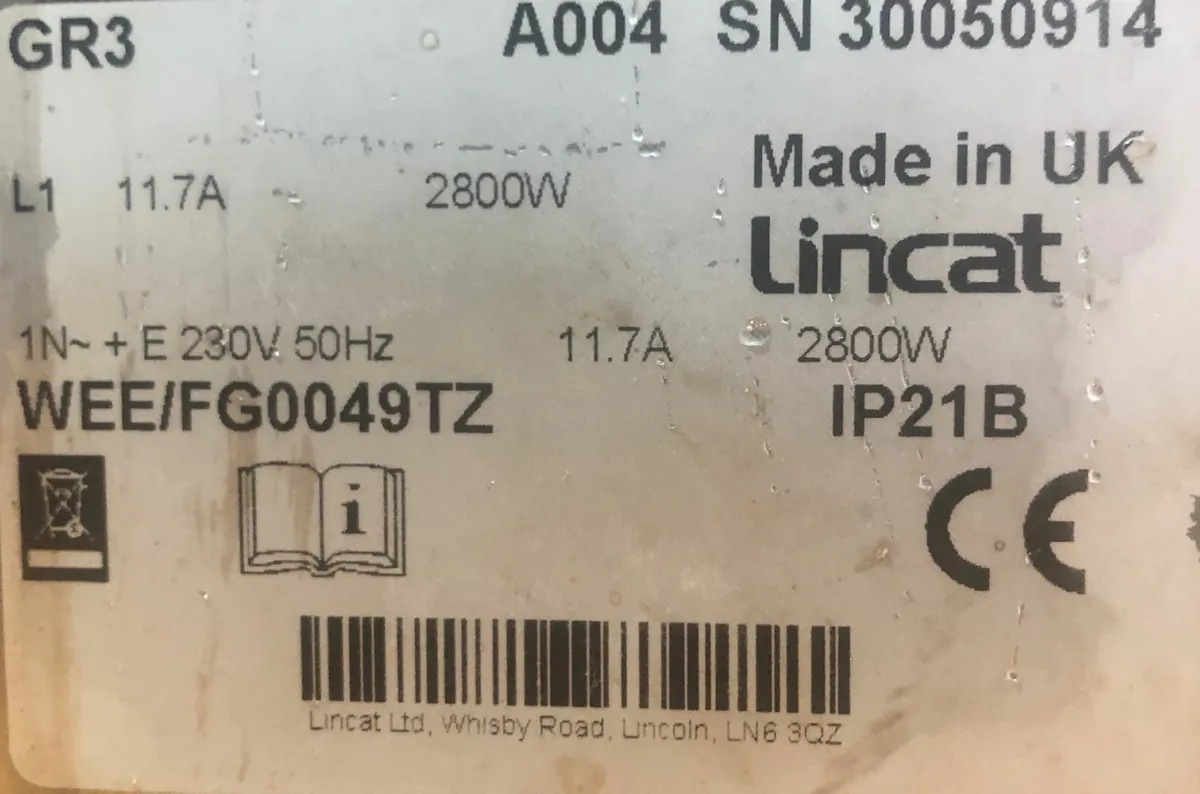 GR3 A004 SN 30050914
Made in UK
L1 11.7A 2800W
Lincat
1N~ + E 230V 50Hz 11.7A 2800W
WEE/FG0049TZ IP21B
i
CE
Lincat Ltd, Whisby Road, Lincoln, LN6 3QZ